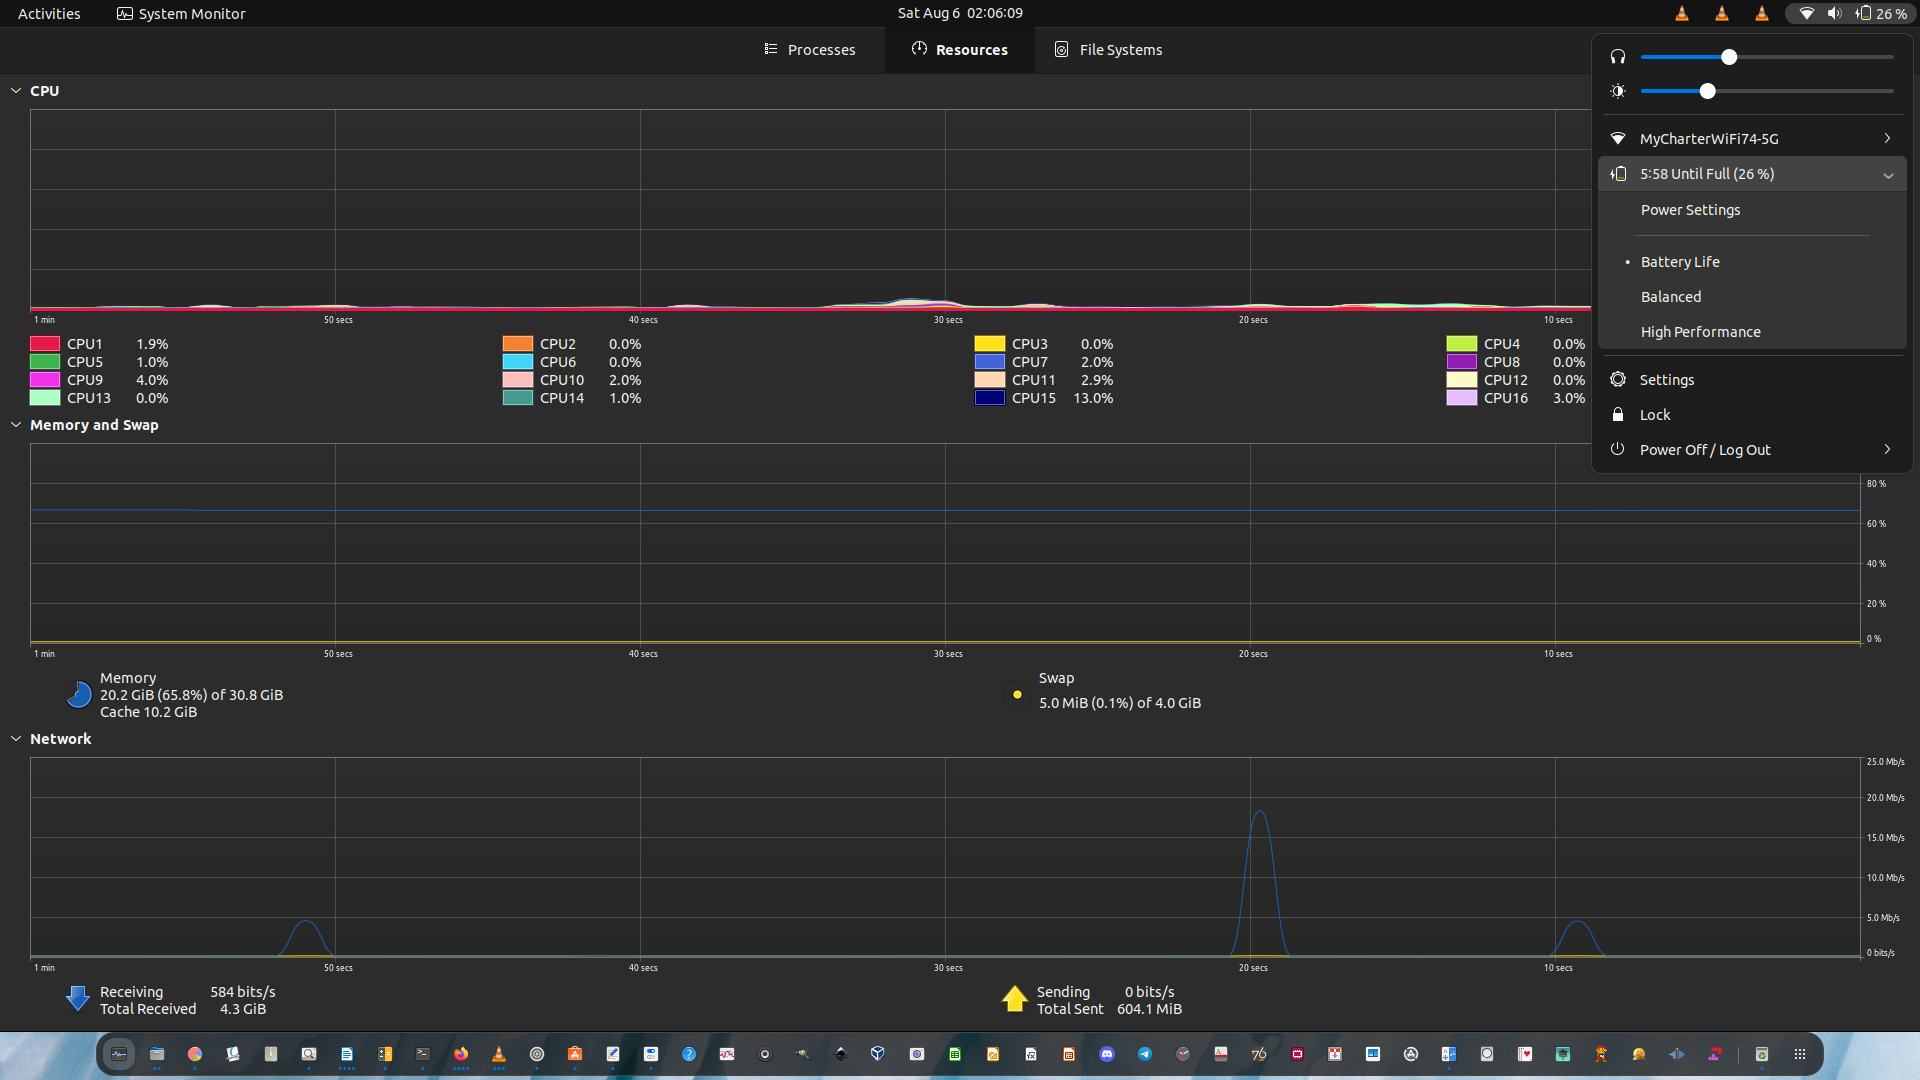 Activities System Monitor Sat Aug 6 02:06:09 26 %
Processes Resources File Systems
CPU
1 min 50 secs 40 secs 30 secs 20 secs 10 secs
CPU1 1.9% CPU2 0.0% CPU3 0.0% CPU4 0.0%
CPU5 1.0% CPU6 0.0% CPU7 2.0% CPU8 0.0%
CPU9 4.0% CPU10 2.0% CPU11 2.9% CPU12 0.0%
CPU13 0.0% CPU14 1.0% CPU15 13.0% CPU16 3.0%
MyCharterWiFi74-5G
5:58 Until Full (26 %)
Power Settings
Battery Life
Balanced
High Performance
Settings
Lock
Power Off / Log Out
Memory and Swap
80 %
60 %
40 %
20 %
0 %
1 min 50 secs 40 secs 30 secs 20 secs 10 secs
Memory
20.2 GiB (65.8%) of 30.8 GiB
Cache 10.2 GiB
Swap
5.0 MiB (0.1%) of 4.0 GiB
Network
25.0 Mb/s
20.0 Mb/s
15.0 Mb/s
10.0 Mb/s
5.0 Mb/s
0 bits/s
1 min 50 secs 40 secs 30 secs 20 secs 10 secs
Receiving 584 bits/s
Total Received 4.3 GiB
Sending 0 bits/s
Total Sent 604.1 MiB
76